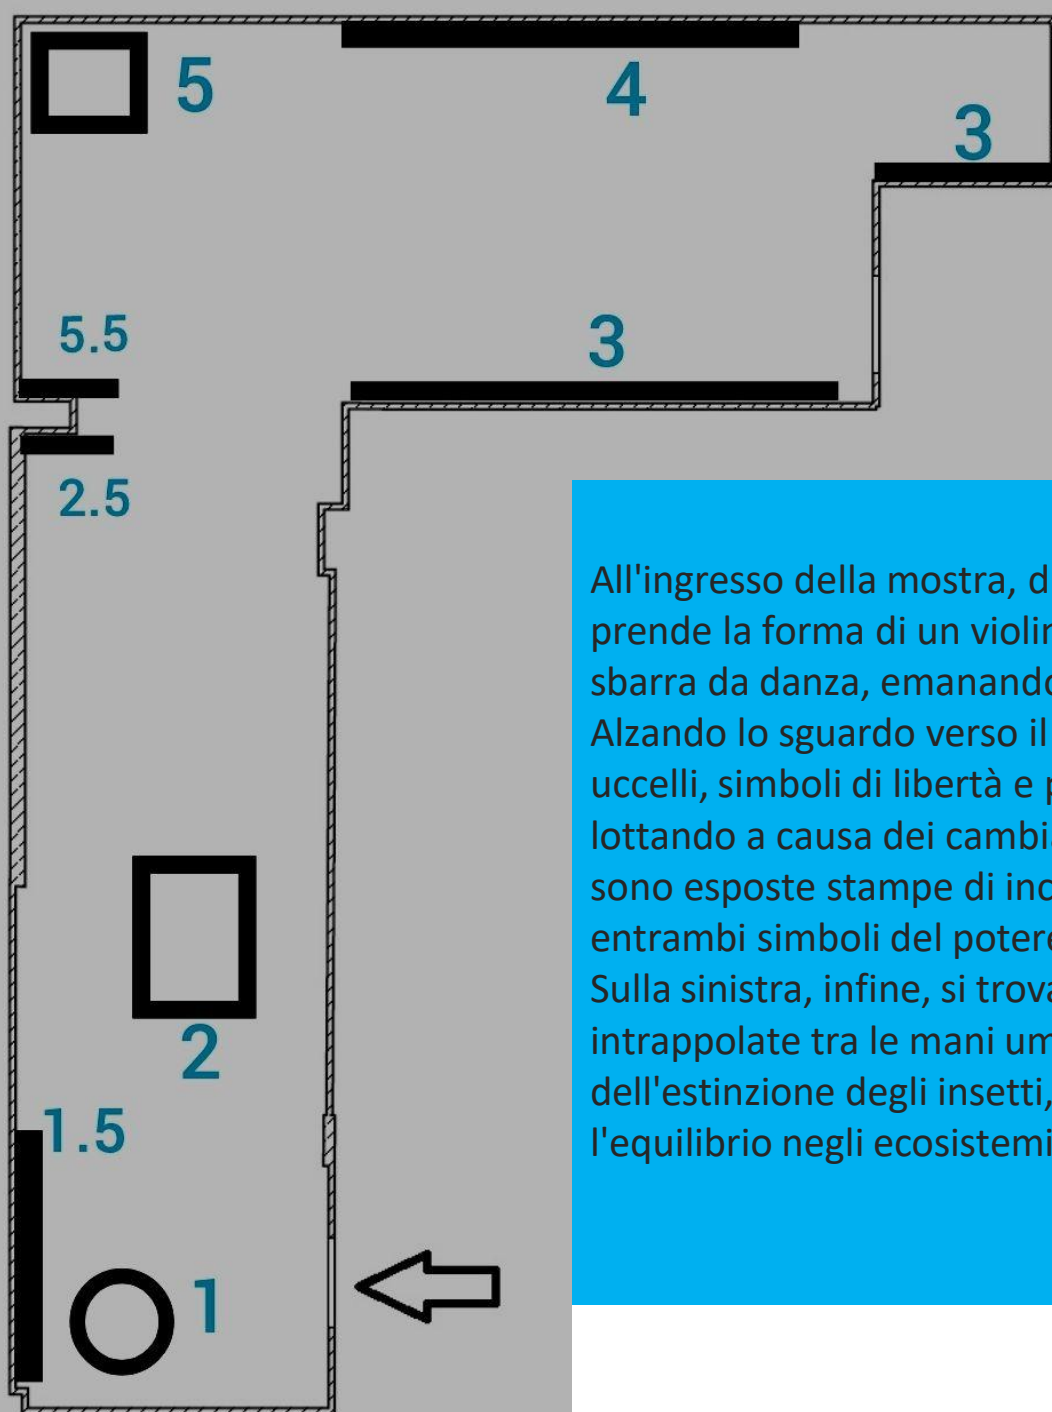 5
4
3
5.5
3
2.5
All'ingresso della mostra, d
prende la forma di un violin
sbarra da danza, emanando
Alzando lo sguardo verso il
uccelli, simboli di libertà e p
lottando a causa dei cambia
sono esposte stampe di inc
entrambi simboli del potere
Sulla sinistra, infine, si trova
intrappolate tra le mani um
dell'estinzione degli insetti,
l'equilibrio negli ecosistemi
2
1.5
1